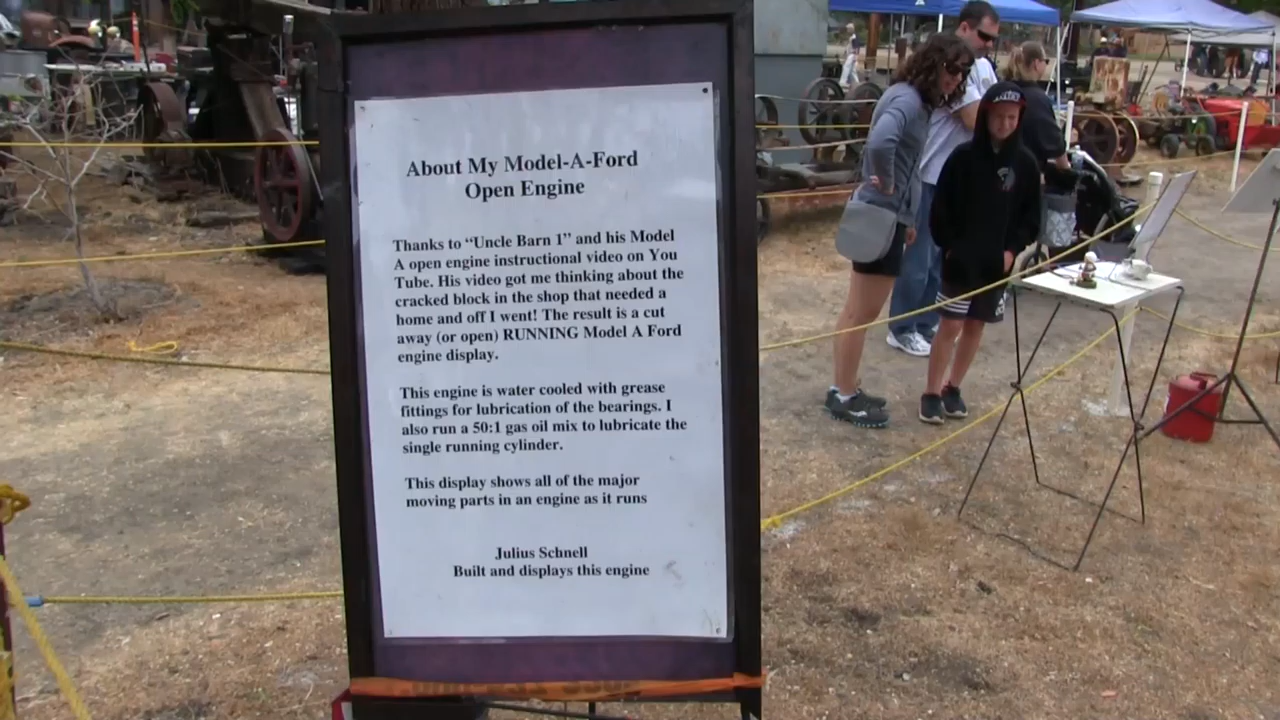 About My Model-A-Ford
Open Engine
Thanks to “Uncle Barn 1” and his Model
A open engine instructional video on You
Tube. His video got me thinking about the
cracked block in the shop that needed a
home and off I went! The result is a cut
away (or open) RUNNING Model A Ford
engine display.
This engine is water cooled with grease
fittings for lubrication of the bearings. I
also run a 50:1 gas oil mix to lubricate the
single running cylinder.
This display shows all of the major
moving parts in an engine as it runs
Julius Schnell
Built and displays this engine